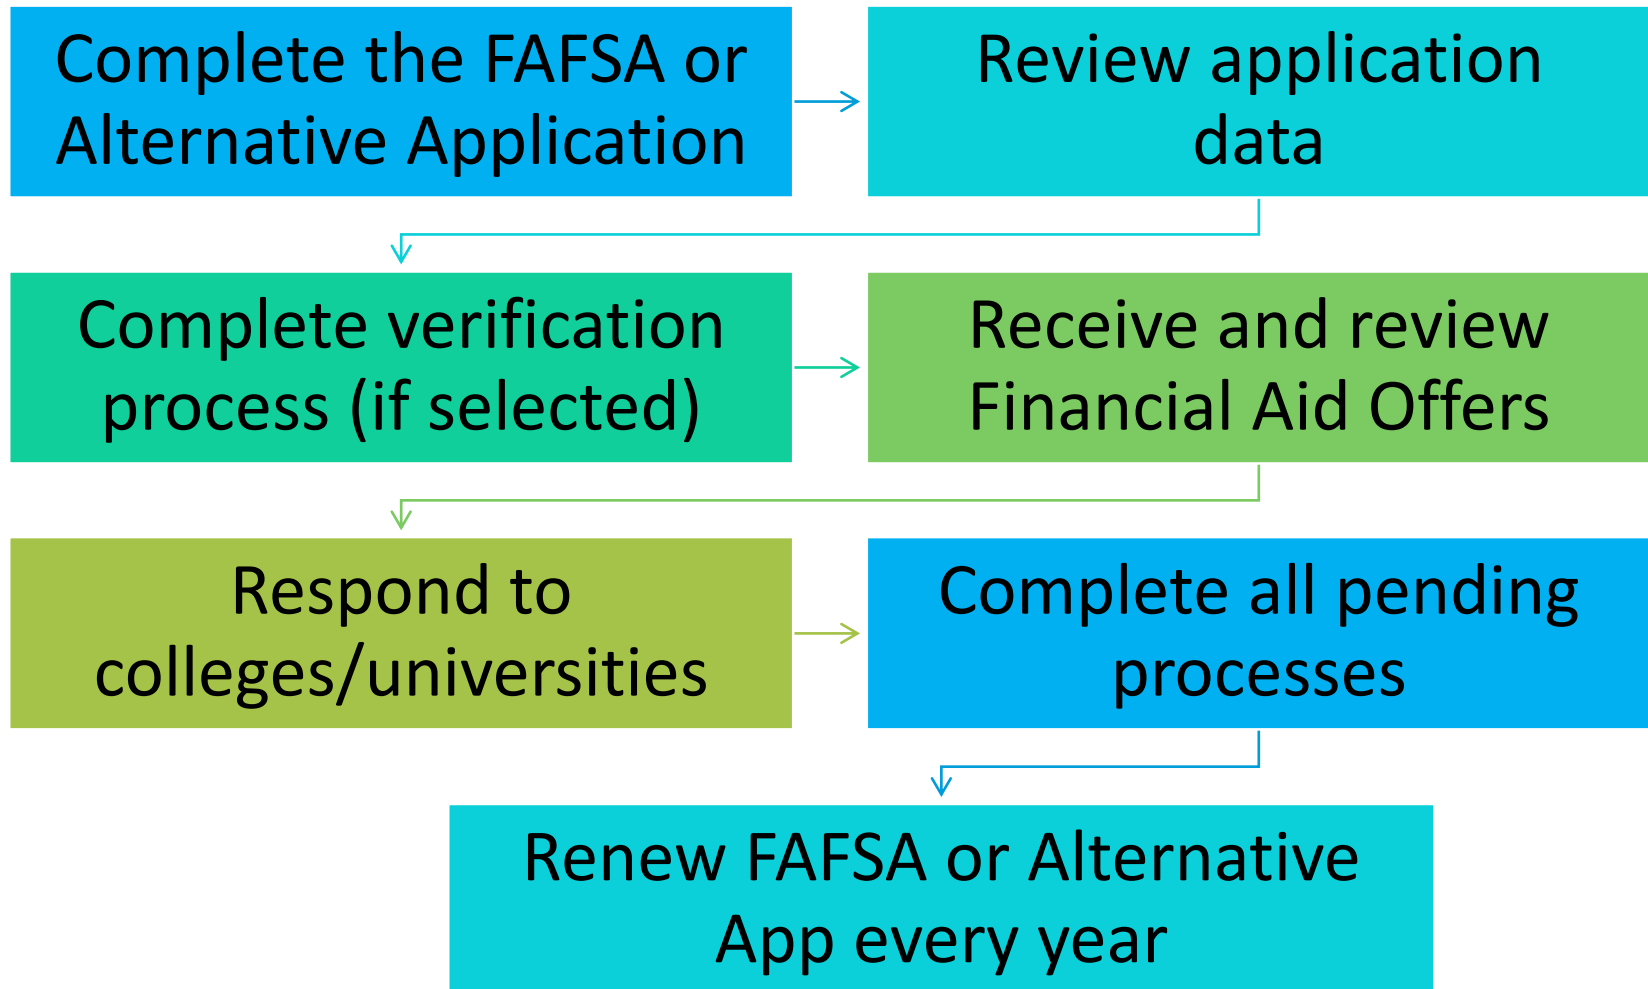 Complete the FAFSA or
Alternative Application
Review application
data
Complete verification
process (if selected)
Receive and review
Financial Aid Offers
Respond to
colleges/universities
Complete all pending
processes
Renew FAFSA or Alternative
App every year